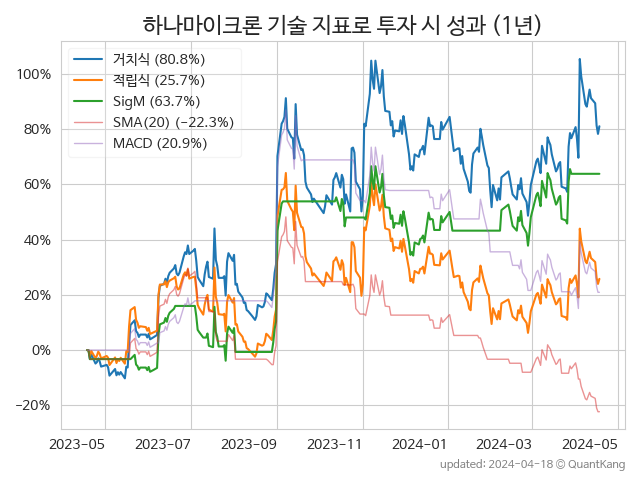 하나마이크론 기술 지표로 투자 시 성과 (1년)
거치식 (80.8%)
적립식 (25.7%)
SigM (63.7%)
SMA(20) (-22.3%)
MACD (20.9%)
100%
80%
60%
40%
20%
0%
-20%
2023-05 2023-07 2023-09 2023-11 2024-01 2024-03 2024-05
updated: 2024-04-18 © QuantKang